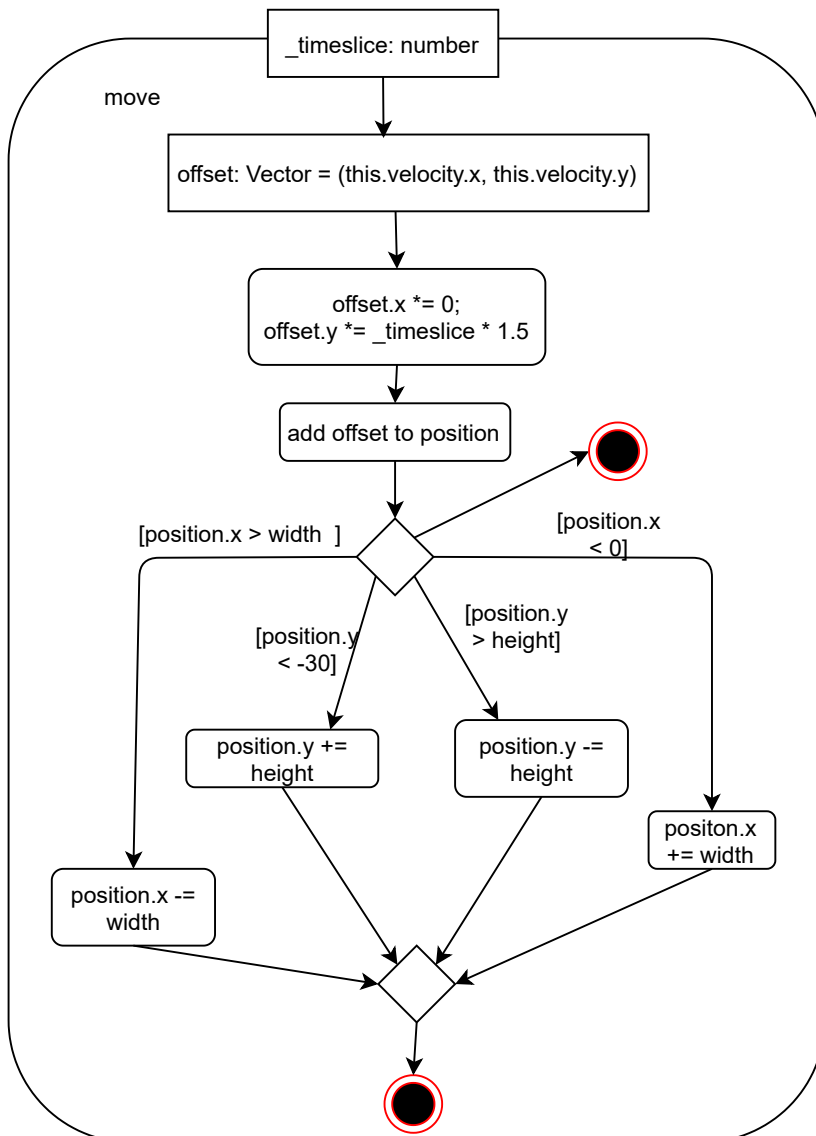 _timeslice: number
move
offset: Vector = (this.velocity.x, this.velocity.y)
offset.x *= 0;
offset.y *= _timeslice * 1.5
add offset to position
[position.x > width  ]
[position.x
< 0]
[position.y
< -30]
[position.y
> height]
position.y +=
height
position.y -=
height
positon.x
+= width
position.x -=
width